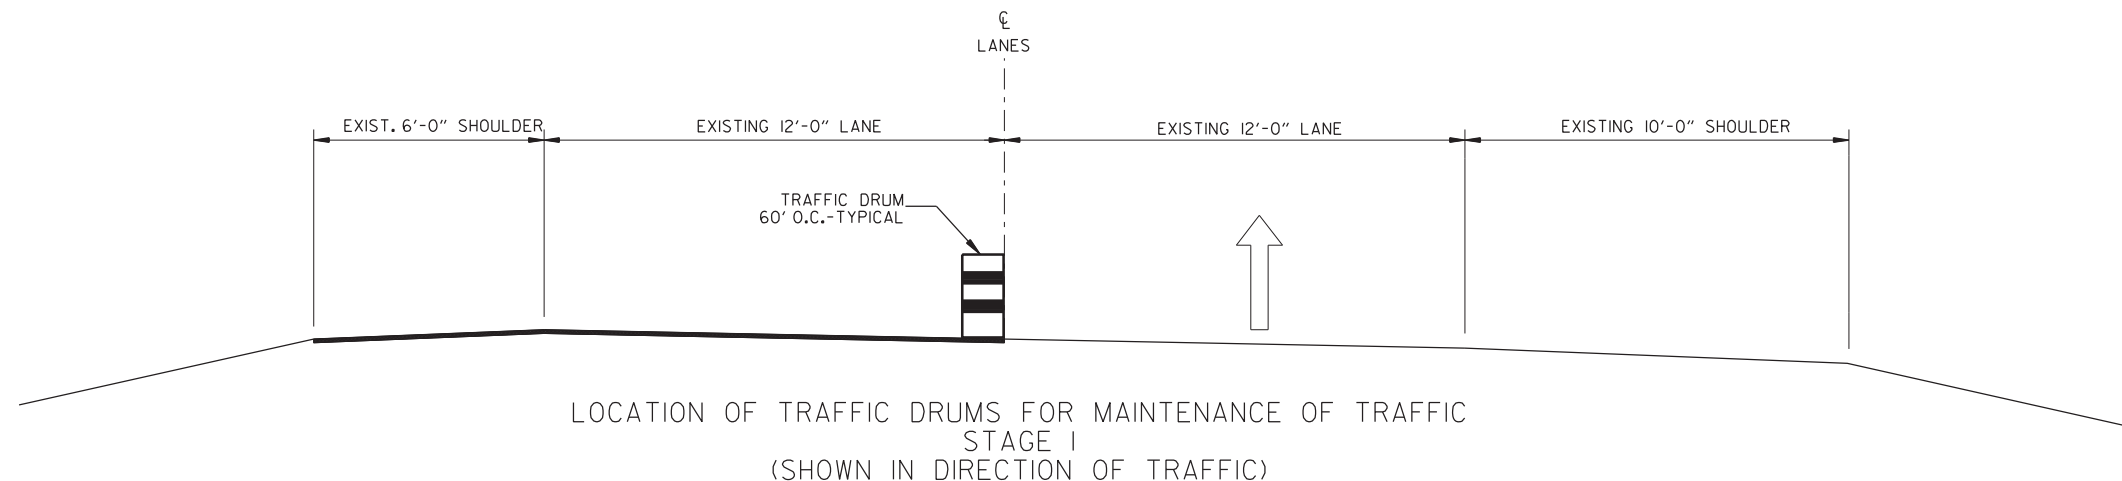 ℄
LANES
EXIST. 6'-0" SHOULDER
EXISTING 12'-0" LANE
EXISTING 12'-0" LANE
EXISTING 10'-0" SHOULDER
TRAFFIC DRUM
60' O.C.-TYPICAL
LOCATION OF TRAFFIC DRUMS FOR MAINTENANCE OF TRAFFIC
STAGE 1
(SHOWN IN DIRECTION OF TRAFFIC)